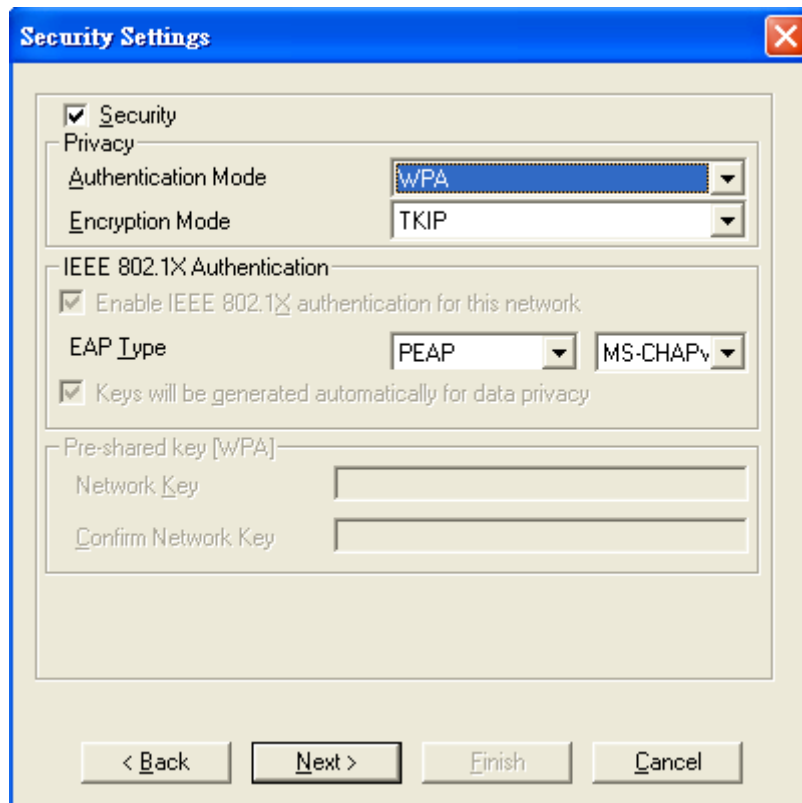 Security Settings
Security
Privacy
Authentication Mode WPA
Encryption Mode TKIP
IEEE 802.1X Authentication
Enable IEEE 802.1X authentication for this network
EAP Type PEAP MS-CHAPv
Keys will be generated automatically for data privacy
Pre-shared key [WPA]
Network Key
Confirm Network Key
< Back Next > Finish Cancel